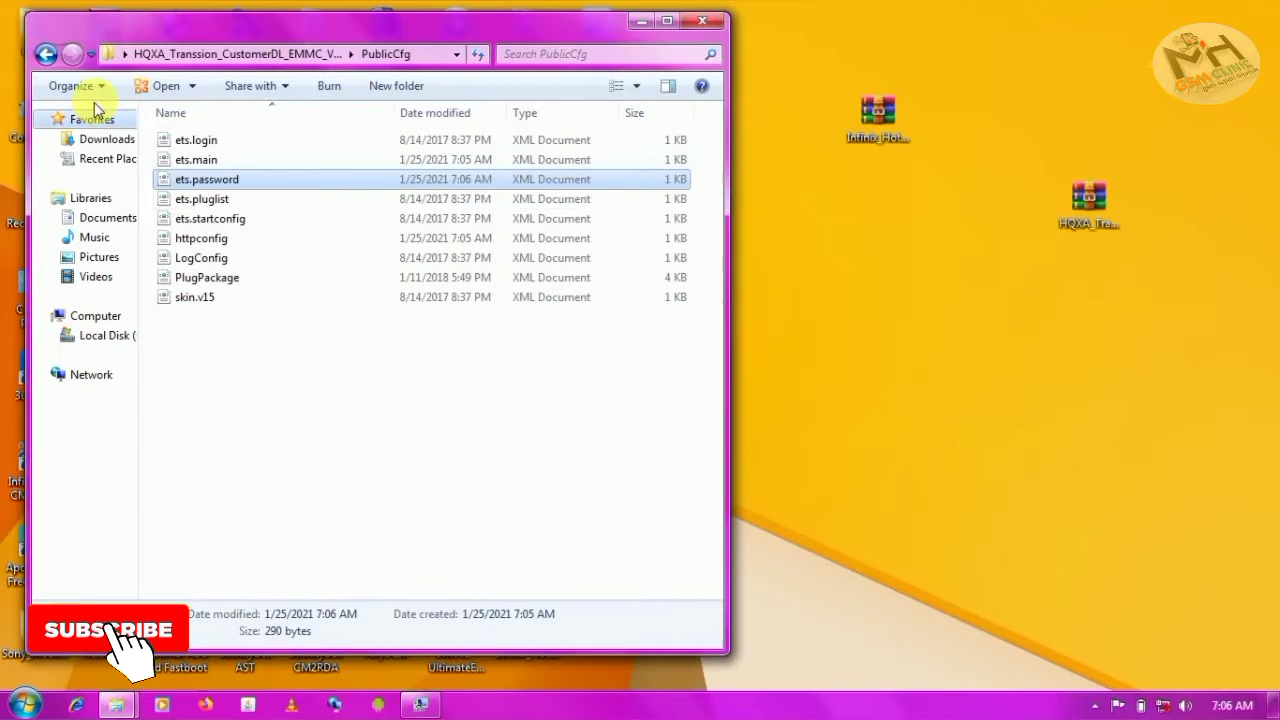 HQXA_Transsion_CustomerDL_EMMC_V... PublicCfg
Search PublicCfg
Organize Open Share with Burn New folder
Name Date modified Type Size
Favorites
Downloads
Recent Plac
Libraries
Documents
Music
Pictures
Videos
Computer
Local Disk (
Network
ets.login 8/14/2017 8:37 PM XML Document 1 KB
ets.main 1/25/2021 7:05 AM XML Document 1 KB
ets.password 1/25/2021 7:06 AM XML Document 1 KB
ets.pluglist 8/14/2017 8:37 PM XML Document 1 KB
ets.startconfig 8/14/2017 8:37 PM XML Document 1 KB
httpconfig 1/25/2021 7:05 AM XML Document 1 KB
LogConfig 8/14/2017 8:37 PM XML Document 1 KB
PlugPackage 1/11/2018 5:49 PM XML Document 4 KB
skin.v15 8/14/2017 8:37 PM XML Document 1 KB
Date modified: 1/25/2021 7:06 AM Date created: 1/25/2021 7:05 AM
Size: 290 bytes
SUBSCRIBE
Infinix_Hot...
HQXA_Tra...
MH
GSM CLINIC
Fastboot
AST
CM2RDA
UltimateE...
7:06 AM